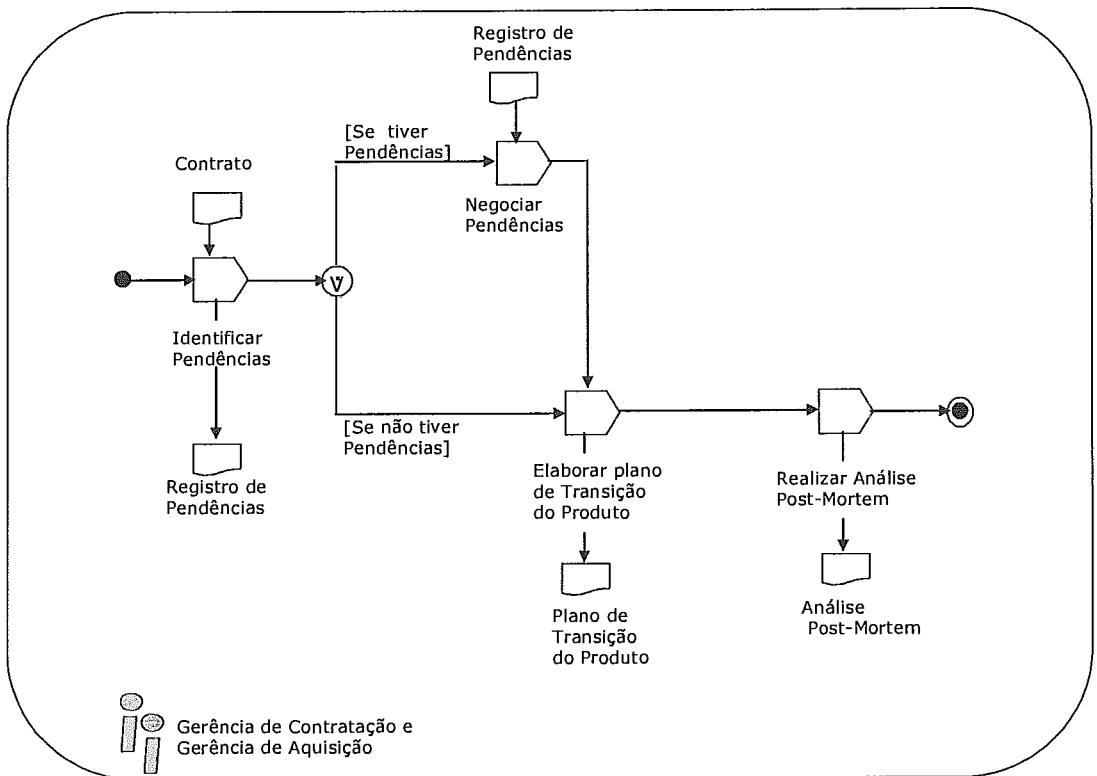 Registro de
Pendências
[Se tiver
Pendências]
Contrato
Negociar
Pendências
V
Identificar
Pendências
[Se não tiver
Pendências]
Registro de
Pendências
Elaborar plano
de Transição
do Produto
Realizar Análise
Post-Mortem
Plano de
Transição
do Produto
Análise
Post-Mortem
Gerência de Contratação e
Gerência de Aquisição